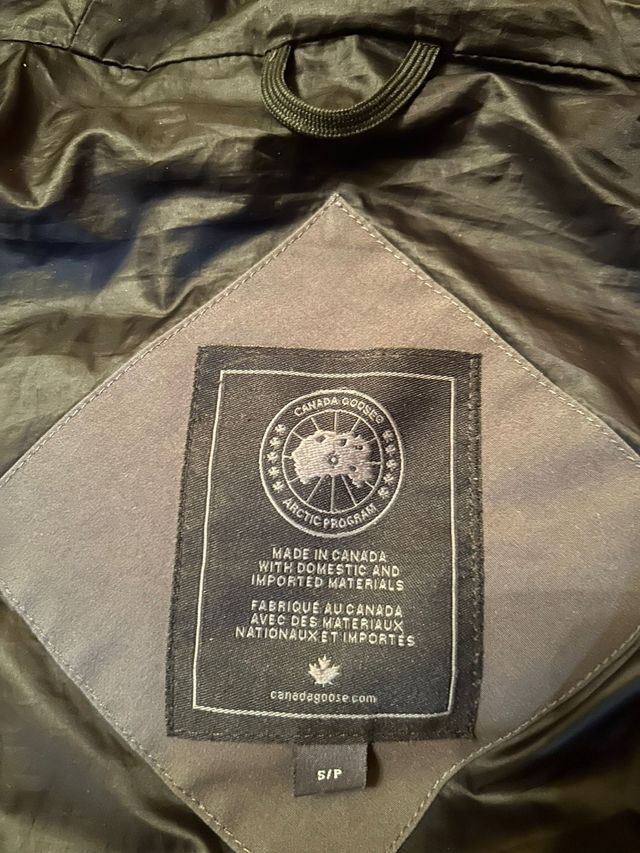 CANADA GOOSE
ARCTIC PROGRAM
MADE IN CANADA
WITH DOMESTIC AND
IMPORTED MATERIALS
FABRIQUÉ AU CANADA
AVEC DES MATERIAUX
NATIONAUX ET IMPORTÉS
canadagoose.com
S/P